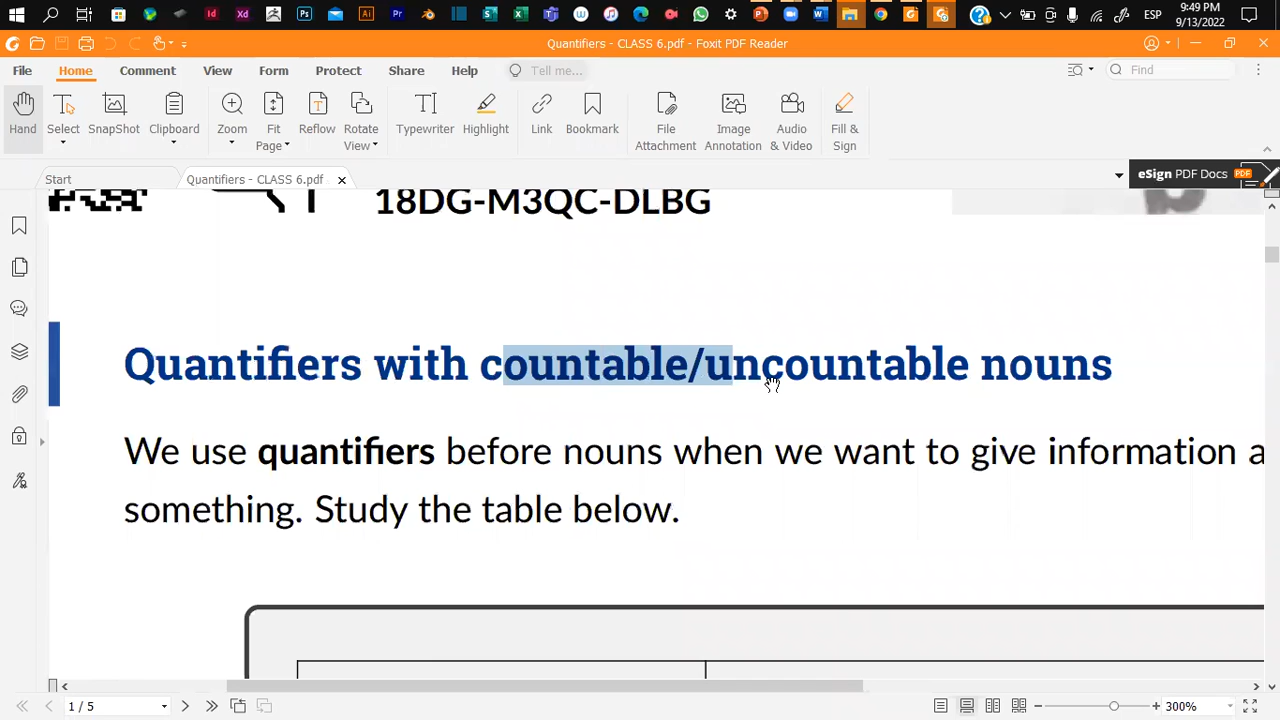 ESP
9:49 PM
9/13/2022
Quantifiers - CLASS 6.pdf - Foxit PDF Reader
File
Home
Comment
View
Form
Protect
Share
Help
Tell me...
Find
Hand
Select
SnapShot
Clipboard
Zoom
Fit Page
Reflow
Rotate View
Typewriter
Highlight
Link
Bookmark
File Attachment
Image Annotation
Audio & Video
Fill & Sign
Start
Quantifiers - CLASS 6.pdf
eSign PDF Docs
18DG-M3QC-DLBG
Quantifiers with countable/uncountable nouns
We use quantifiers before nouns when we want to give information a
something. Study the table below.
1 / 5
300%